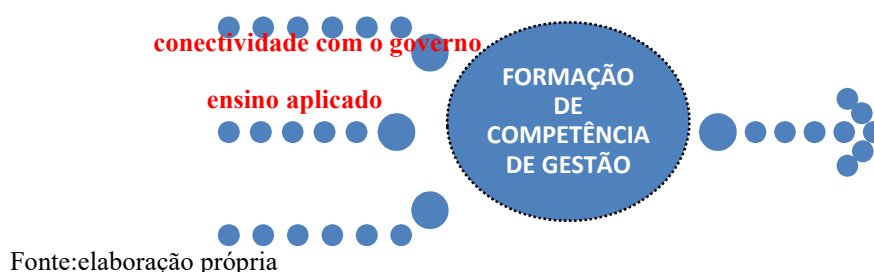 conectividade com o governo
ensino aplicado
FORMAÇÃO
DE
COMPETÊNCIA
DE GESTÃO
Fonte:elaboração própria